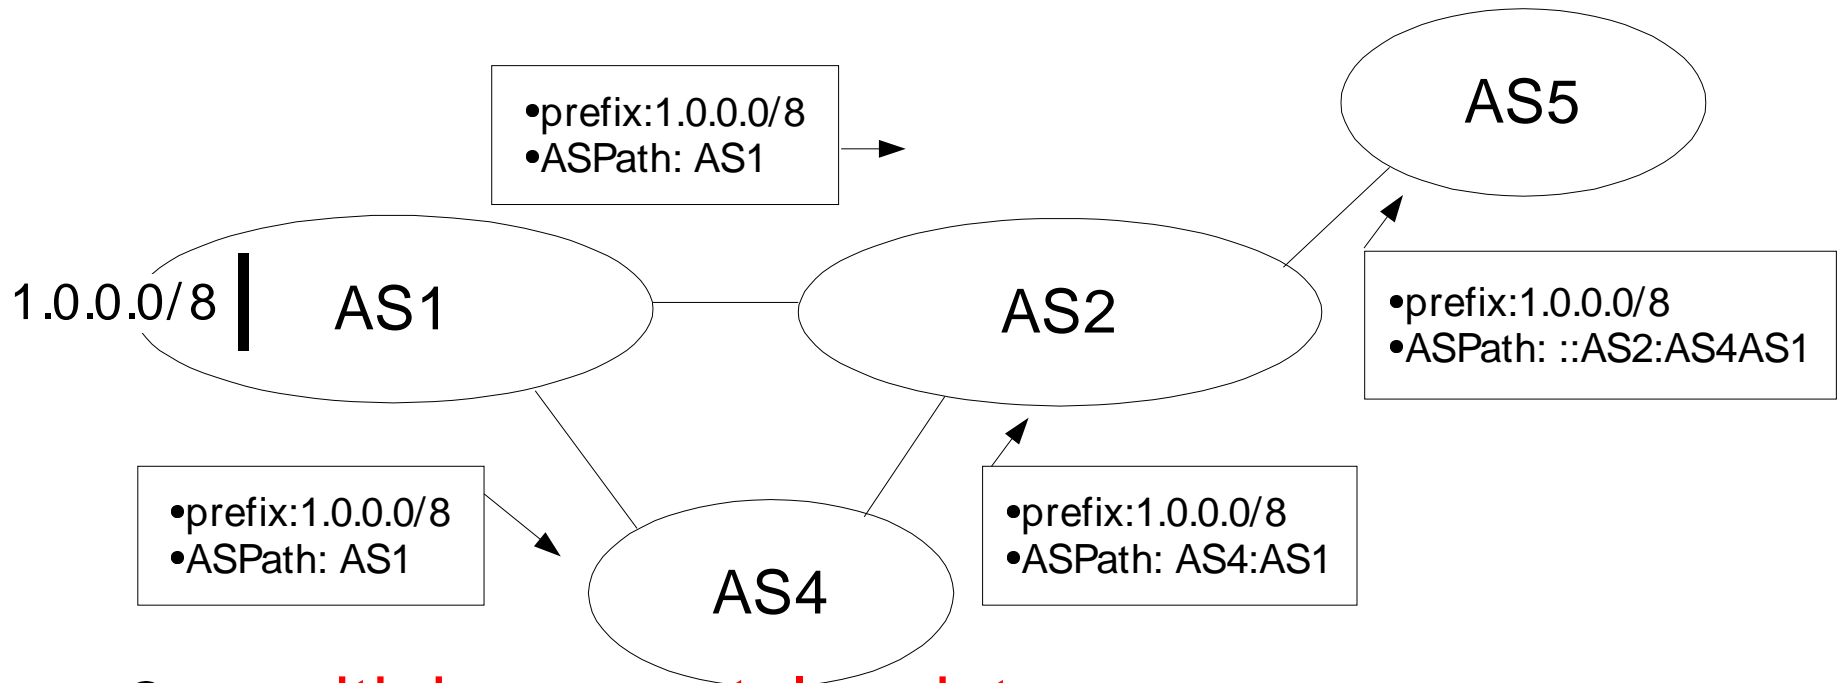 •prefix:1.0.0.0/8
•ASPath: AS1
AS5
1.0.0.0/8
AS1
AS2
•prefix:1.0.0.0/8
•ASPath: ::AS2:AS4AS1
•prefix:1.0.0.0/8
•ASPath: AS1
AS4
•prefix:1.0.0.0/8
•ASPath: AS4:AS1